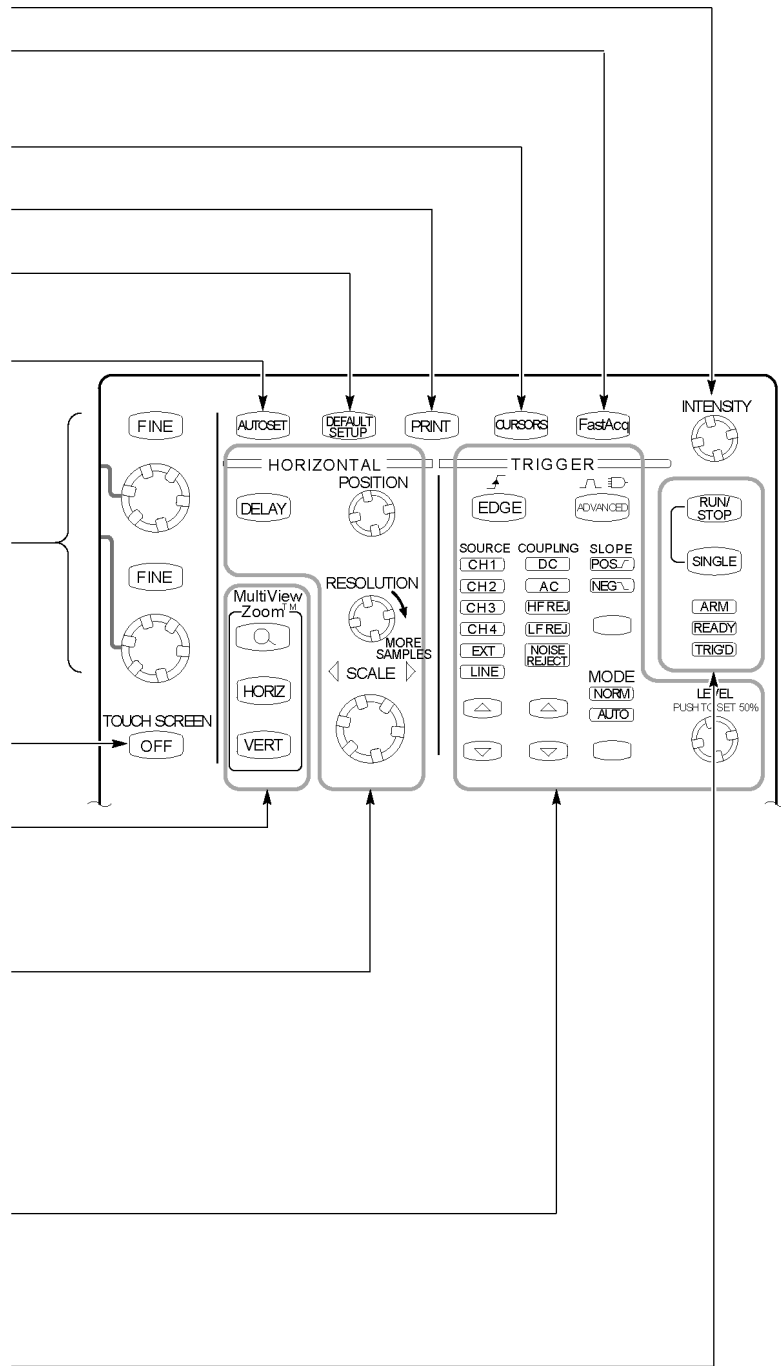 INTENSITY
FINE
AUTOSET
DEFAULT
SETUP
PRINT
CURSORS
FastAcq
HORIZONTAL
POSITION
DELAY
TRIGGER
EDGE
ADVANCED
RUN/
STOP
SINGLE
FINE
SOURCE COUPLING SLOPE
CH1 DC POS
CH2 AC NEG
CH3 HF REJ
CH4 LF REJ
EXT NOISE
REJECT
LINE
ARM
READY
TRIG'D
RESOLUTION
MORE
SAMPLES
MultiView
Zoom™
HORIZ
VERT
SCALE
MODE
NORM
AUTO
LEVEL
PUSH TO SET 50%
TOUCH SCREEN
OFF